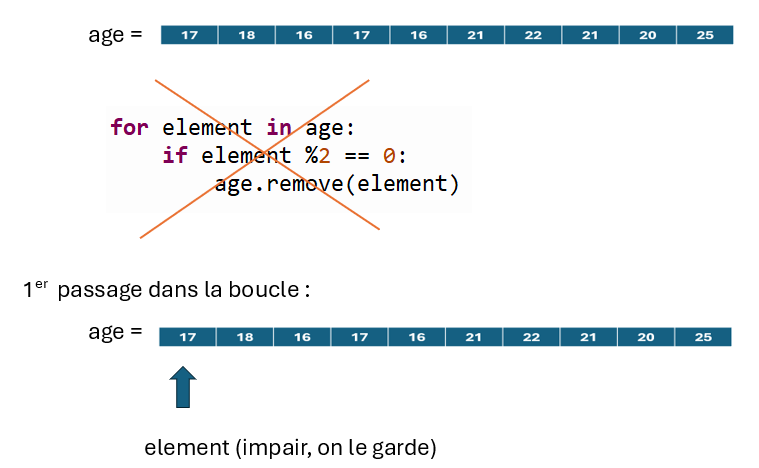 age = 17 18 16 17 16 21 22 21 20 25
for element in age:
if element %2 == 0:
age.remove(element)
1er passage dans la boucle :
age = 17 18 16 17 16 21 22 21 20 25
element (impair, on le garde)